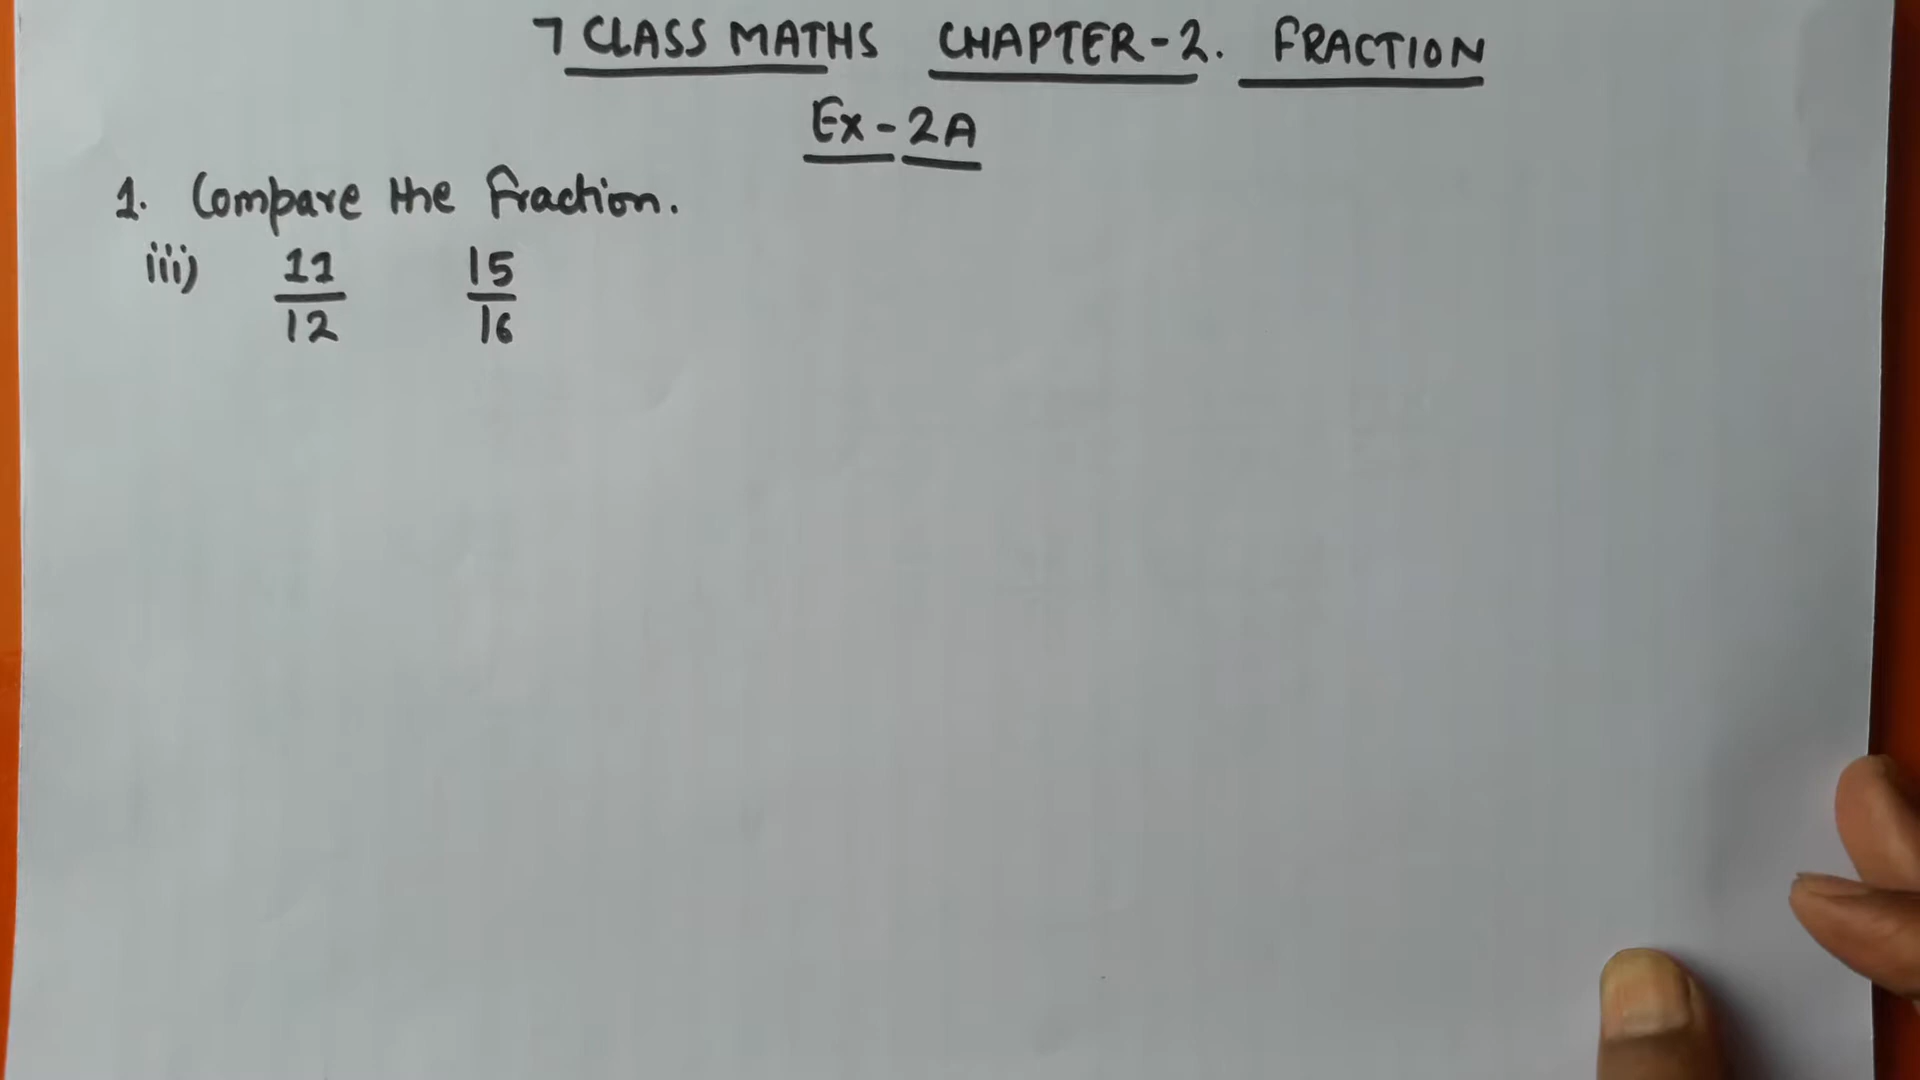 7 CLASS MATHS CHAPTER-2. FRACTION
Ex-2A
1. Compare the Fraction.
iii) 11/12 15/16